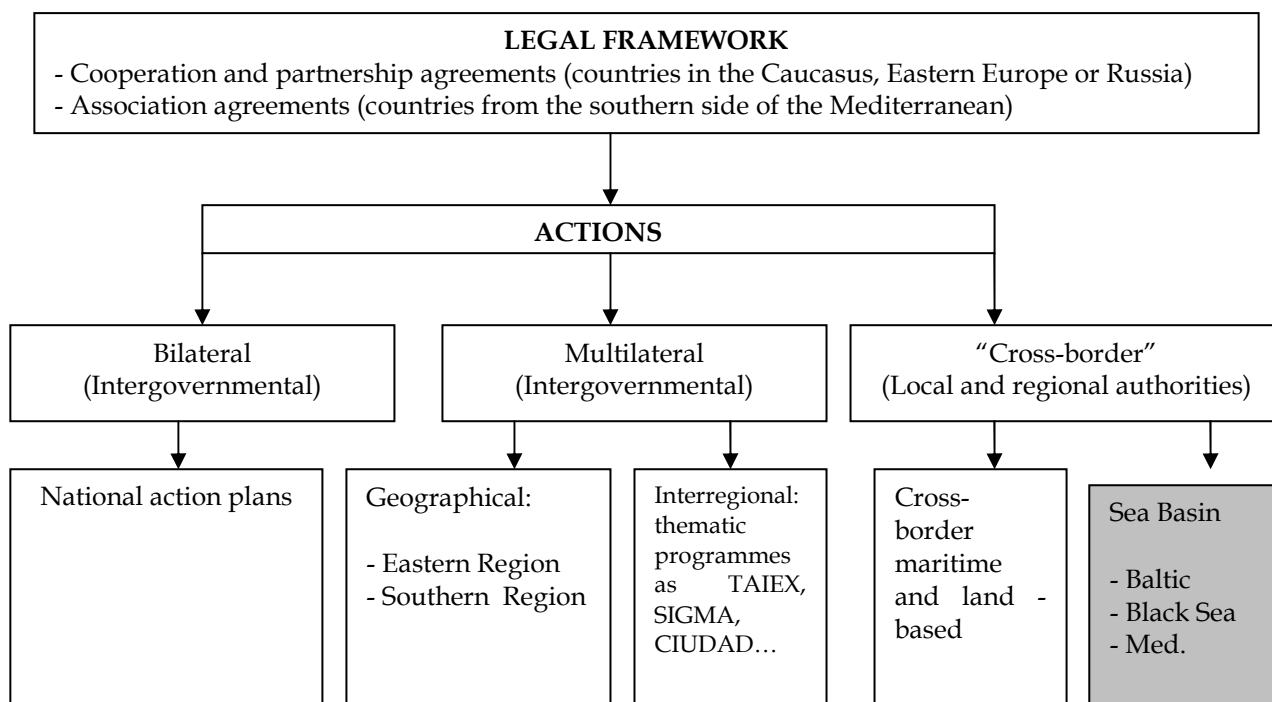 LEGAL FRAMEWORK
- Cooperation and partnership agreements (countries in the Caucasus, Eastern Europe or Russia)
- Association agreements (countries from the southern side of the Mediterranean)
ACTIONS
Bilateral
(Intergovernmental)
Multilateral
(Intergovernmental)
“Cross-border”
(Local and regional authorities)
National action plans
Geographical:
- Eastern Region
- Southern Region
Interregional:
thematic
programmes
as TAIEX,
SIGMA,
CIUDAD…
Cross-
border
maritime
and land -
based
Sea Basin
- Baltic
- Black Sea
- Med.